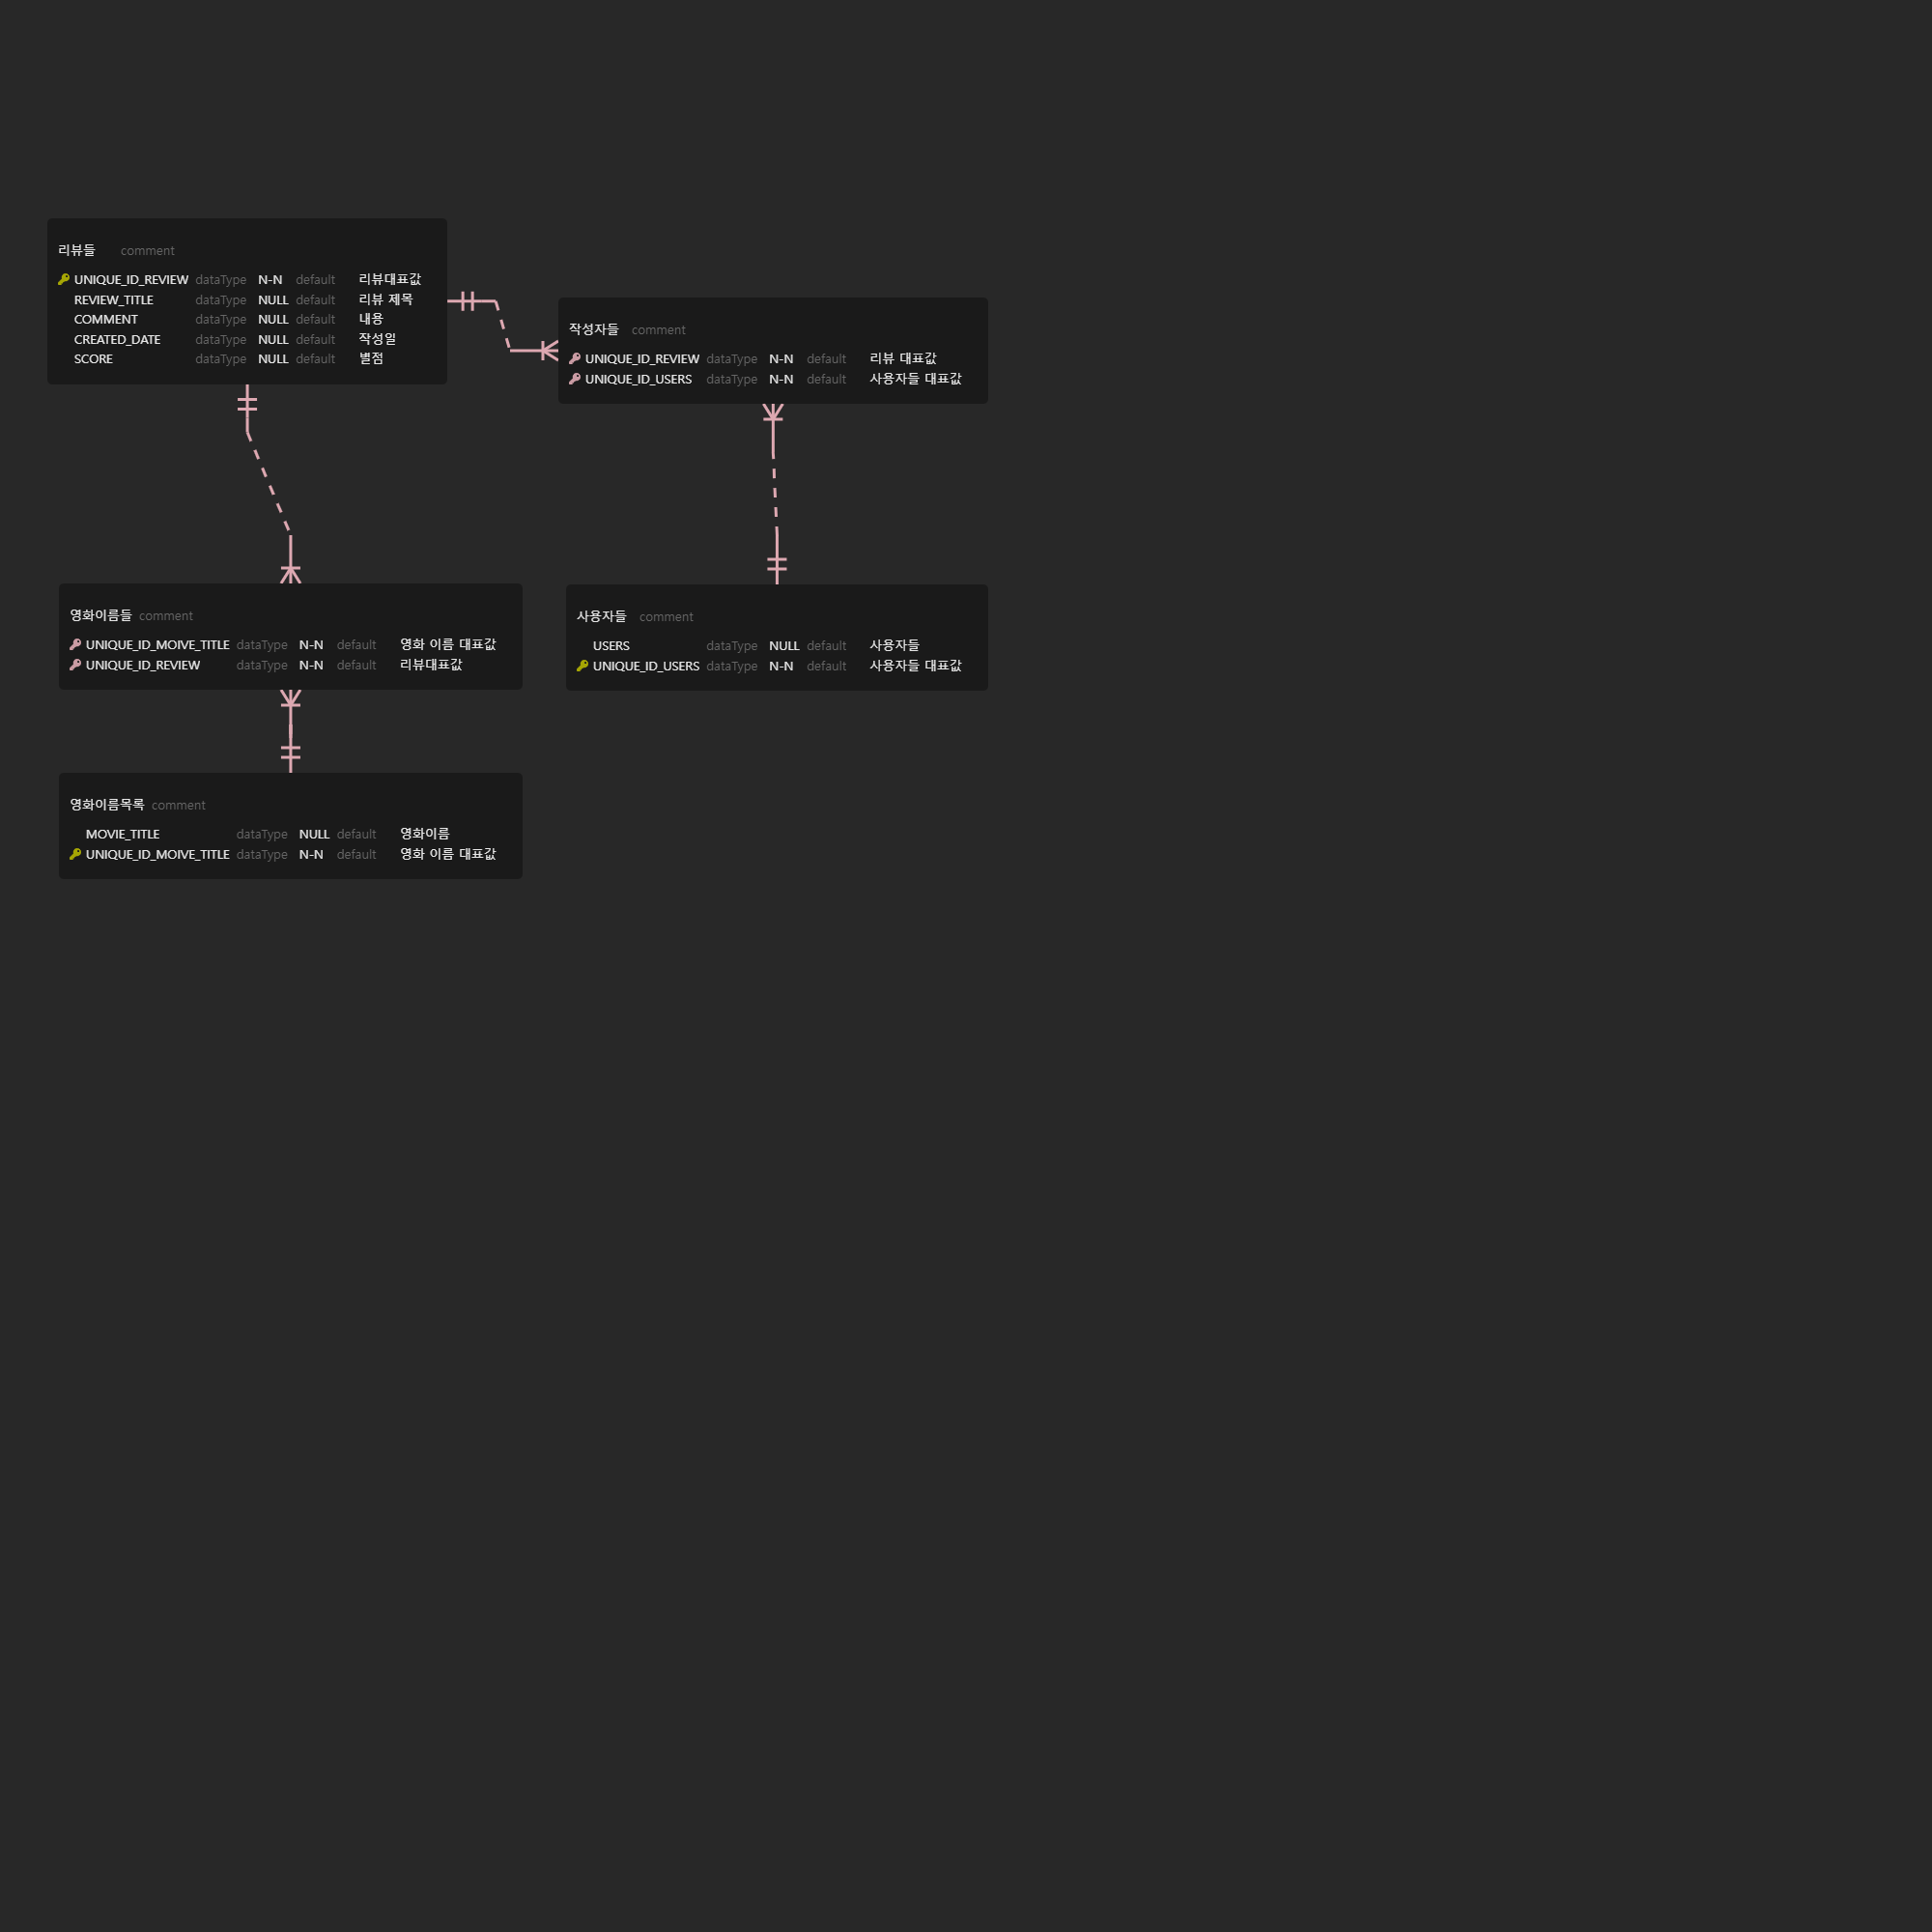 리뷰들 comment
UNIQUE_ID_REVIEW dataType N-N default 리뷰대표값
REVIEW_TITLE dataType NULL default 리뷰 제목
COMMENT dataType NULL default 내용
CREATED_DATE dataType NULL default 작성일
SCORE dataType NULL default 별점
작성자들 comment
UNIQUE_ID_REVIEW dataType N-N default 리뷰 대표값
UNIQUE_ID_USERS dataType N-N default 사용자들 대표값
영화이름들 comment
UNIQUE_ID_MOIVE_TITLE dataType N-N default 영화 이름 대표값
UNIQUE_ID_REVIEW dataType N-N default 리뷰대표값
사용자들 comment
USERS dataType NULL default 사용자들
UNIQUE_ID_USERS dataType N-N default 사용자들 대표값
영화이름목록 comment
MOVIE_TITLE dataType NULL default 영화이름
UNIQUE_ID_MOIVE_TITLE dataType N-N default 영화 이름 대표값